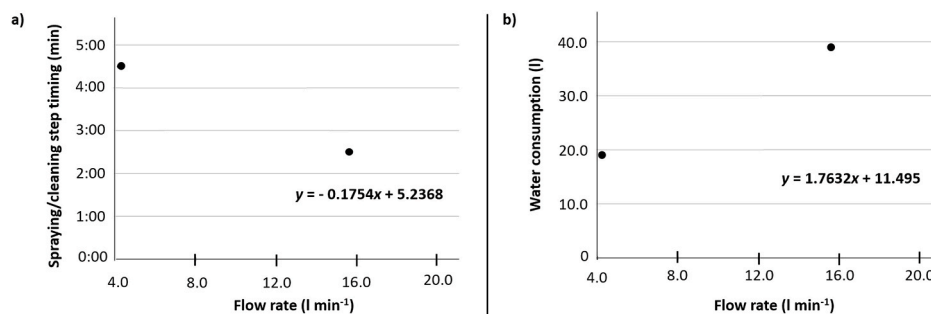 a)
Spraying/cleaning step timing (min)
5:00
4:00
3:00
2:00
1:00
0:00
y = - 0.1754x + 5.2368
4.0 8.0 12.0 16.0 20.0
Flow rate (l min⁻¹)
b)
Water consumption (l)
40.0
30.0
20.0
10.0
0
y = 1.7632x + 11.495
4.0 8.0 12.0 16.0 20.0
Flow rate (l min⁻¹)